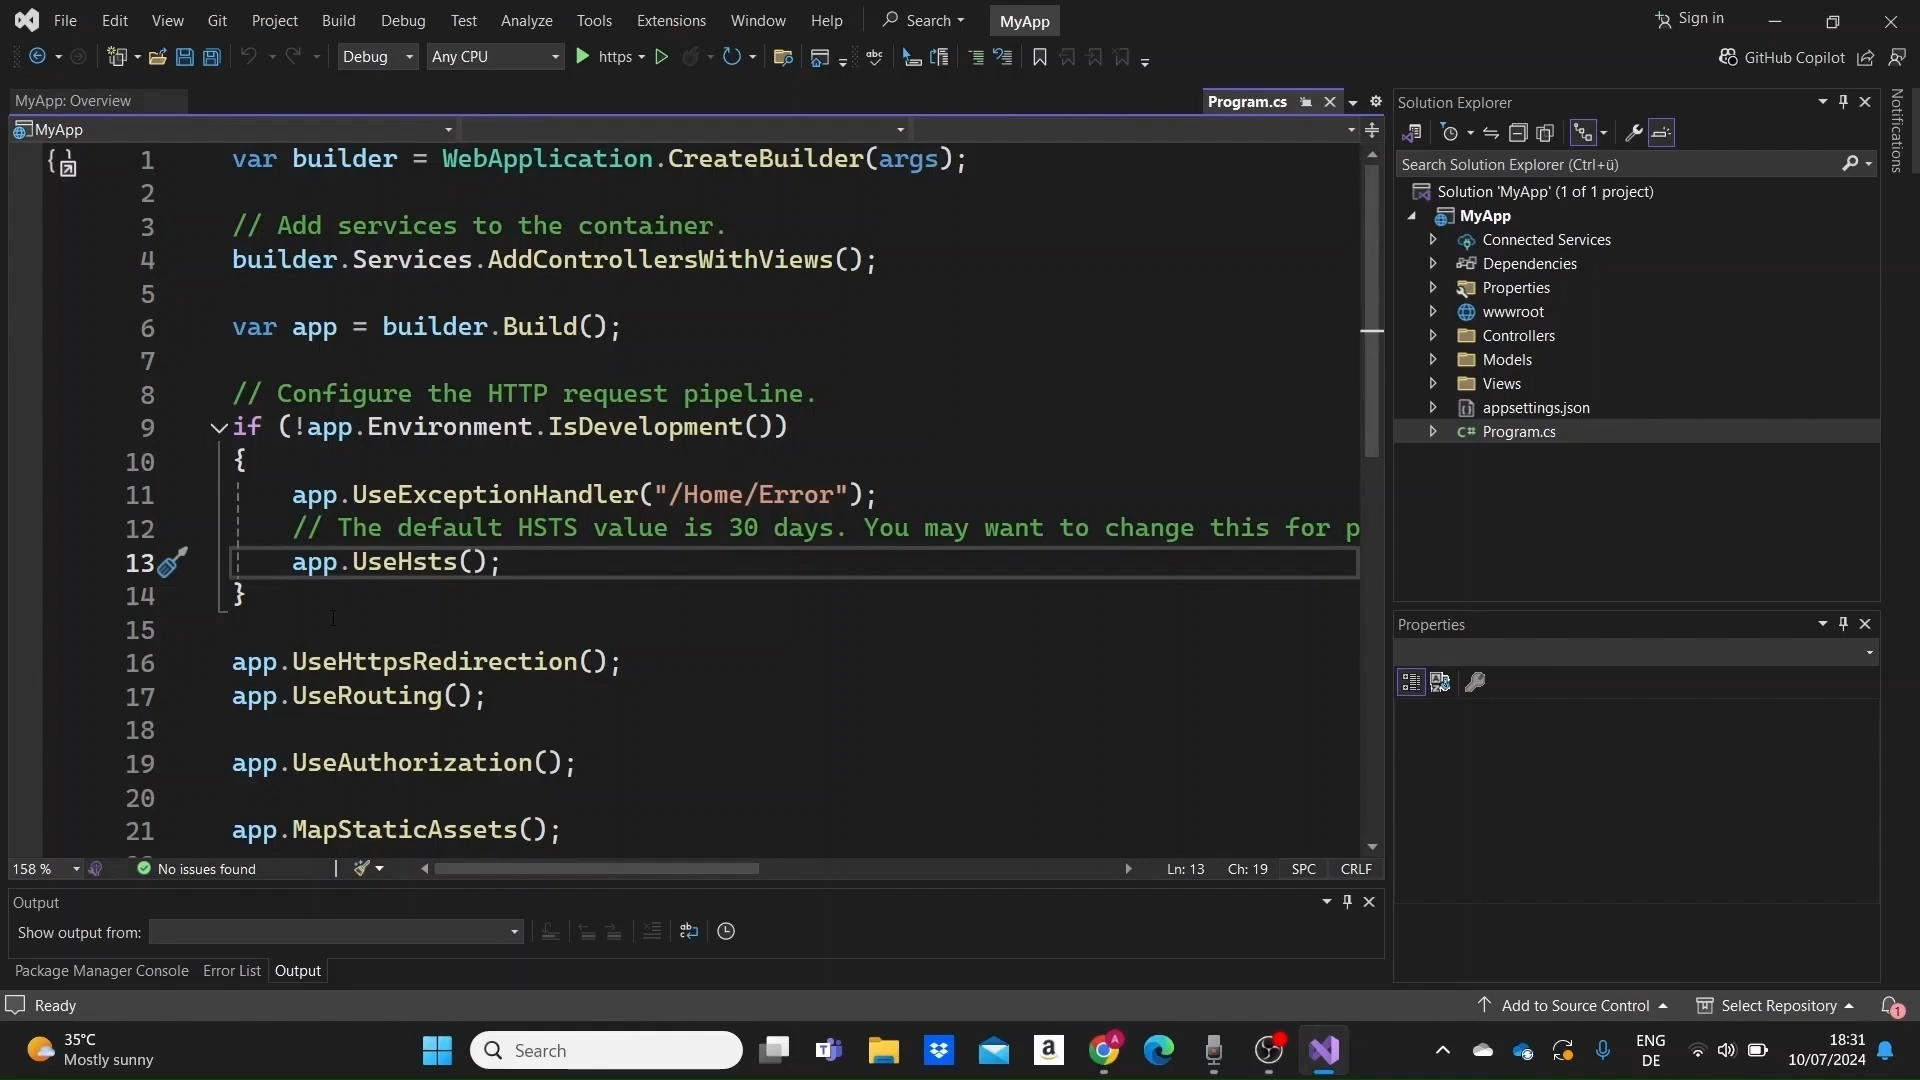 File Edit View Git Project Build Debug Test Analyze Tools Extensions Window Help Search MyApp Sign in
Debug Any CPU https abc GitHub Copilot
MyApp: Overview
Program.cs
MyApp
1 var builder = WebApplication.CreateBuilder(args);
2
3 // Add services to the container.
4 builder.Services.AddControllersWithViews();
5
6 var app = builder.Build();
7
8 // Configure the HTTP request pipeline.
9 if (!app.Environment.IsDevelopment())
10 {
11 app.UseExceptionHandler("/Home/Error");
12 // The default HSTS value is 30 days. You may want to change this for p
13 app.UseHsts();
14 }
15
16 app.UseHttpsRedirection();
17 app.UseRouting();
18
19 app.UseAuthorization();
20
21 app.MapStaticAssets();
158 % No issues found Ln: 13 Ch: 19 SPC CRLF
Output
Show output from:
Package Manager Console Error List Output
Solution Explorer
Search Solution Explorer (Ctrl+ü)
Solution 'MyApp' (1 of 1 project)
MyApp
Connected Services
Dependencies
Properties
wwwroot
Controllers
Models
Views
appsettings.json
C# Program.cs
Properties
Notifications
Ready Add to Source Control Select Repository 1
35°C
Mostly sunny
Search
ENG
DE
18:31
10/07/2024